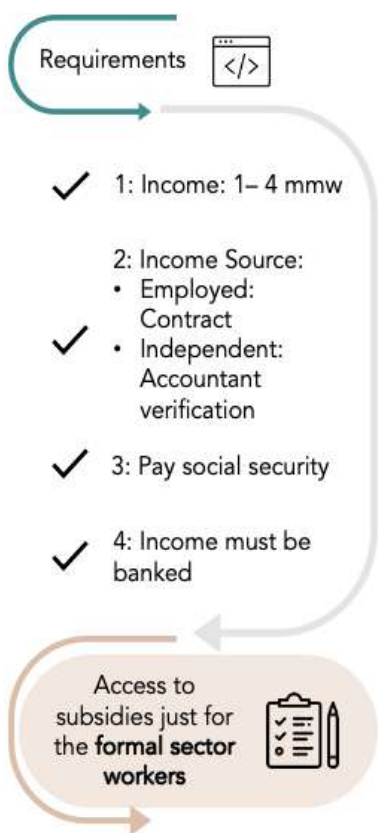 Requirements
</>
1: Income: 1– 4 mmw
2: Income Source:
• Employed:
Contract
• Independent:
Accountant
verification
3: Pay social security
4: Income must be
banked
Access to
subsidies just for
the formal sector
workers